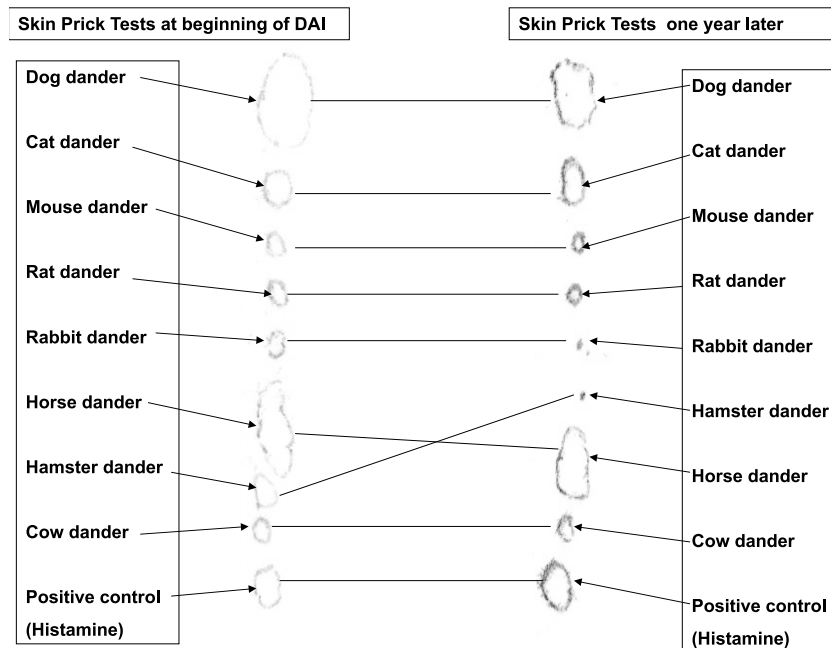 Skin Prick Tests at beginning of DAI
Skin Prick Tests  one year later
Dog dander
Cat dander
Mouse dander
Rat dander
Rabbit dander
Horse dander
Hamster dander
Cow dander
Positive control
(Histamine)
Dog dander
Cat dander
Mouse dander
Rat dander
Rabbit dander
Hamster dander
Horse dander
Cow dander
Positive control
(Histamine)